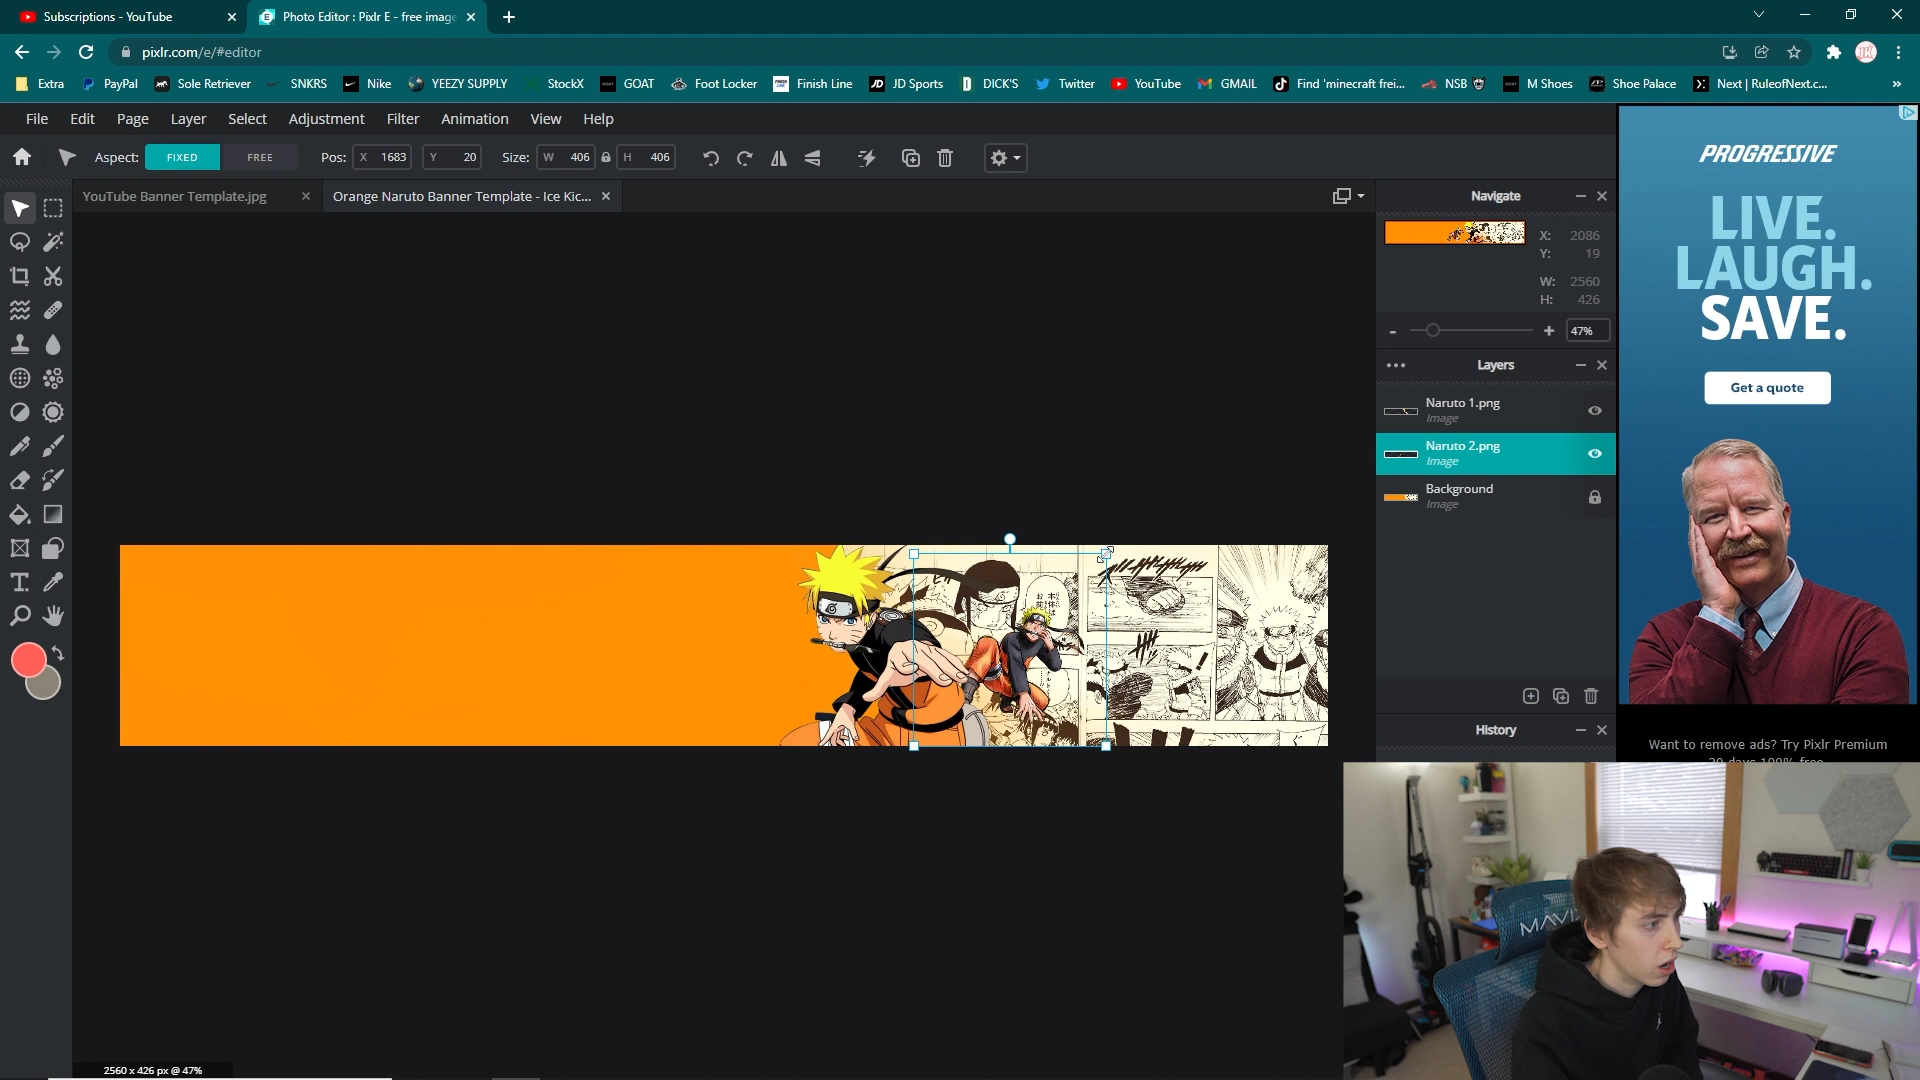 Subscriptions - YouTube
Photo Editor : Pixlr E - free image
pixlr.com/e/#editor
Extra PayPal Sole Retriever SNKRS Nike YEEZY SUPPLY StockX GOAT Foot Locker Finish Line JD Sports DICK'S Twitter YouTube GMAIL Find 'minecraft frei... NSB M Shoes Shoe Palace Next | RuleofNext.c... »
File Edit Page Layer Select Adjustment Filter Animation View Help
Aspect: FIXED FREE Pos: X 1683 Y 20 Size: W 406 H 406
YouTube Banner Template.jpg
Orange Naruto Banner Template - Ice Kic...
Navigate
X: 2086
Y: 19
W: 2560
H: 426
- + 47%
Layers
Naruto 1.png
Image
Naruto 2.png
Image
Background
Image
History
PROGRESSIVE
LIVE.
LAUGH.
SAVE.
Get a quote
Want to remove ads? Try Pixlr Premium
30 days 100% free
2560 x 426 px @ 47%